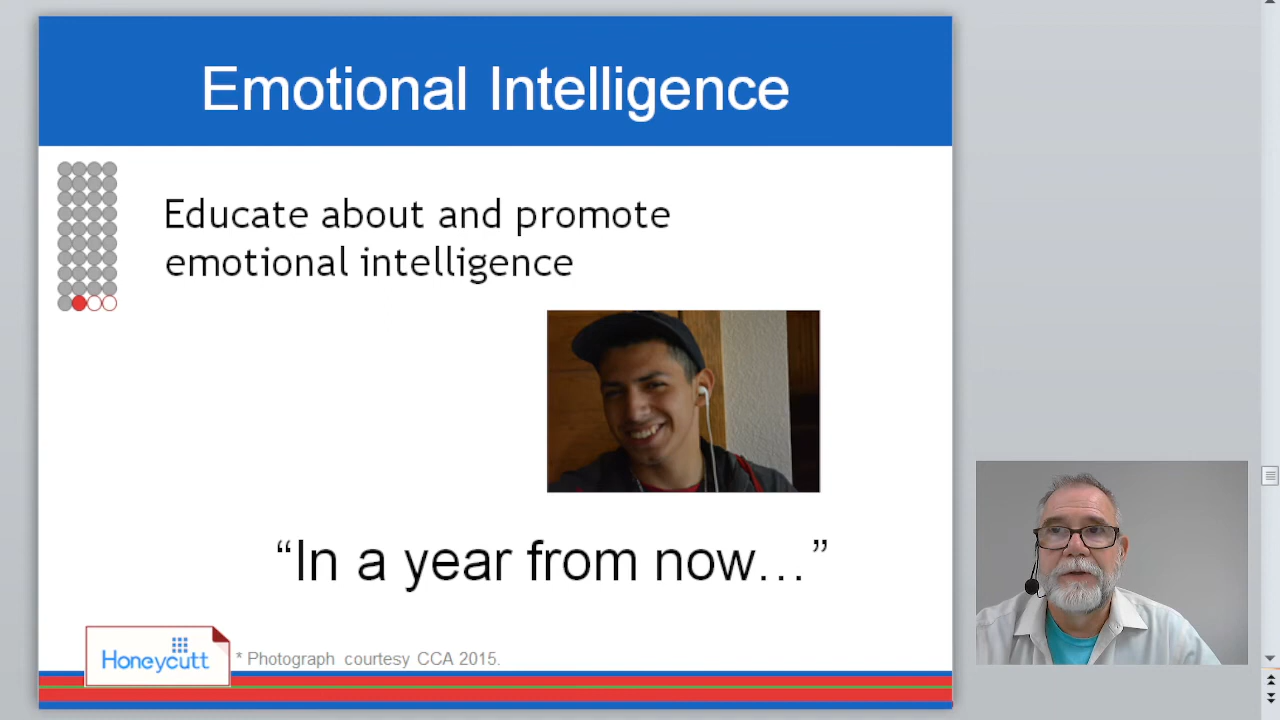 Emotional Intelligence
Educate about and promote
emotional intelligence
“In a year from now…”
Honeycutt
* Photograph courtesy CCA 2015.